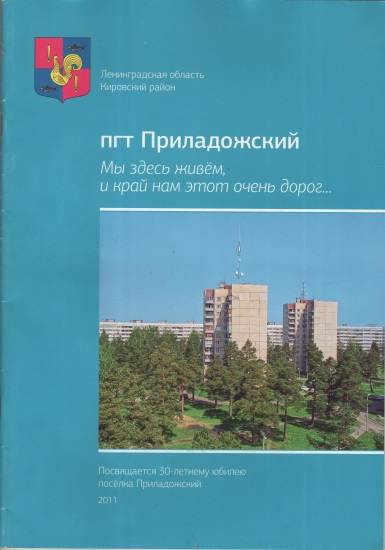 Ленинградская область
Кировский район
пгт Приладожский
Мы здесь живём,
и край нам этот очень дорог...
Посвящается 30-летнему юбилею
посёлка Приладожский
2011